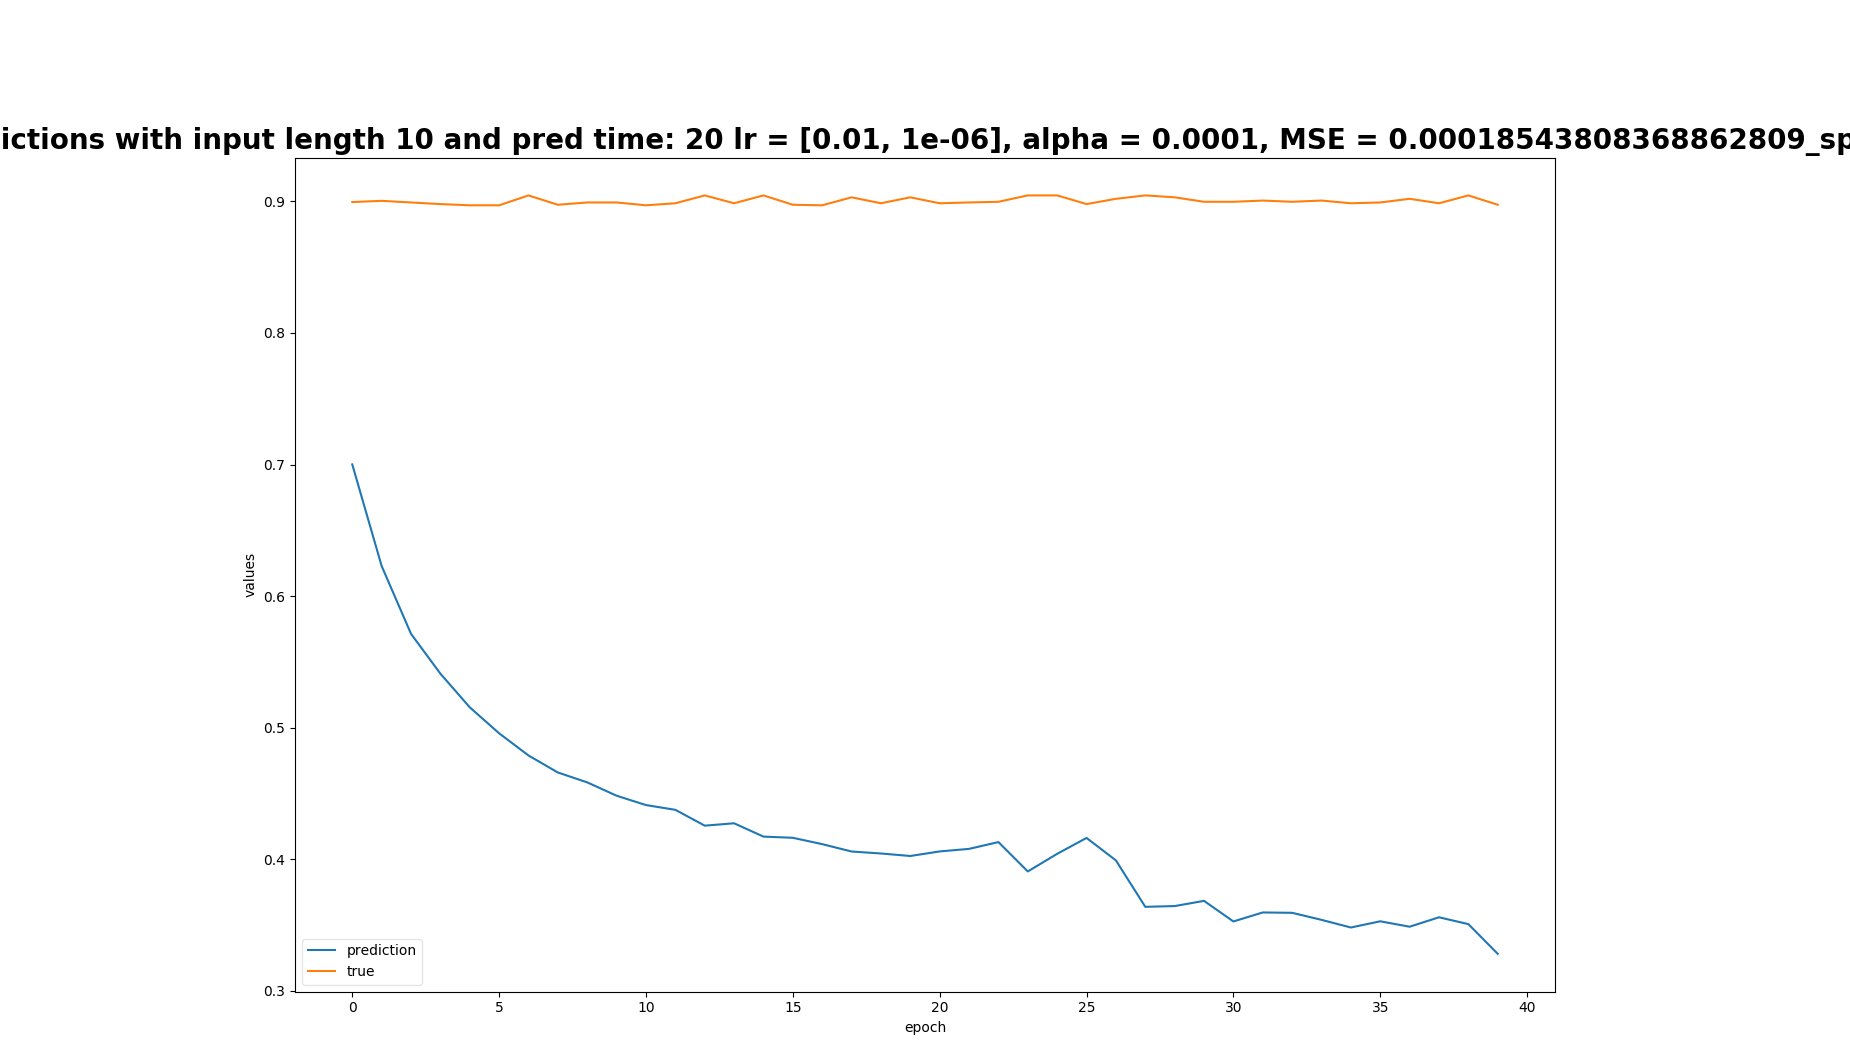 ictions with input length 10 and pred time: 20 lr = [0.01, 1e-06], alpha = 0.0001, MSE = 0.00018543808368862809_sp
0.9
0.8
0.7
0.6
0.5
0.4
0.3
values
prediction
true
0 5 10 15 20 25 30 35 40
epoch